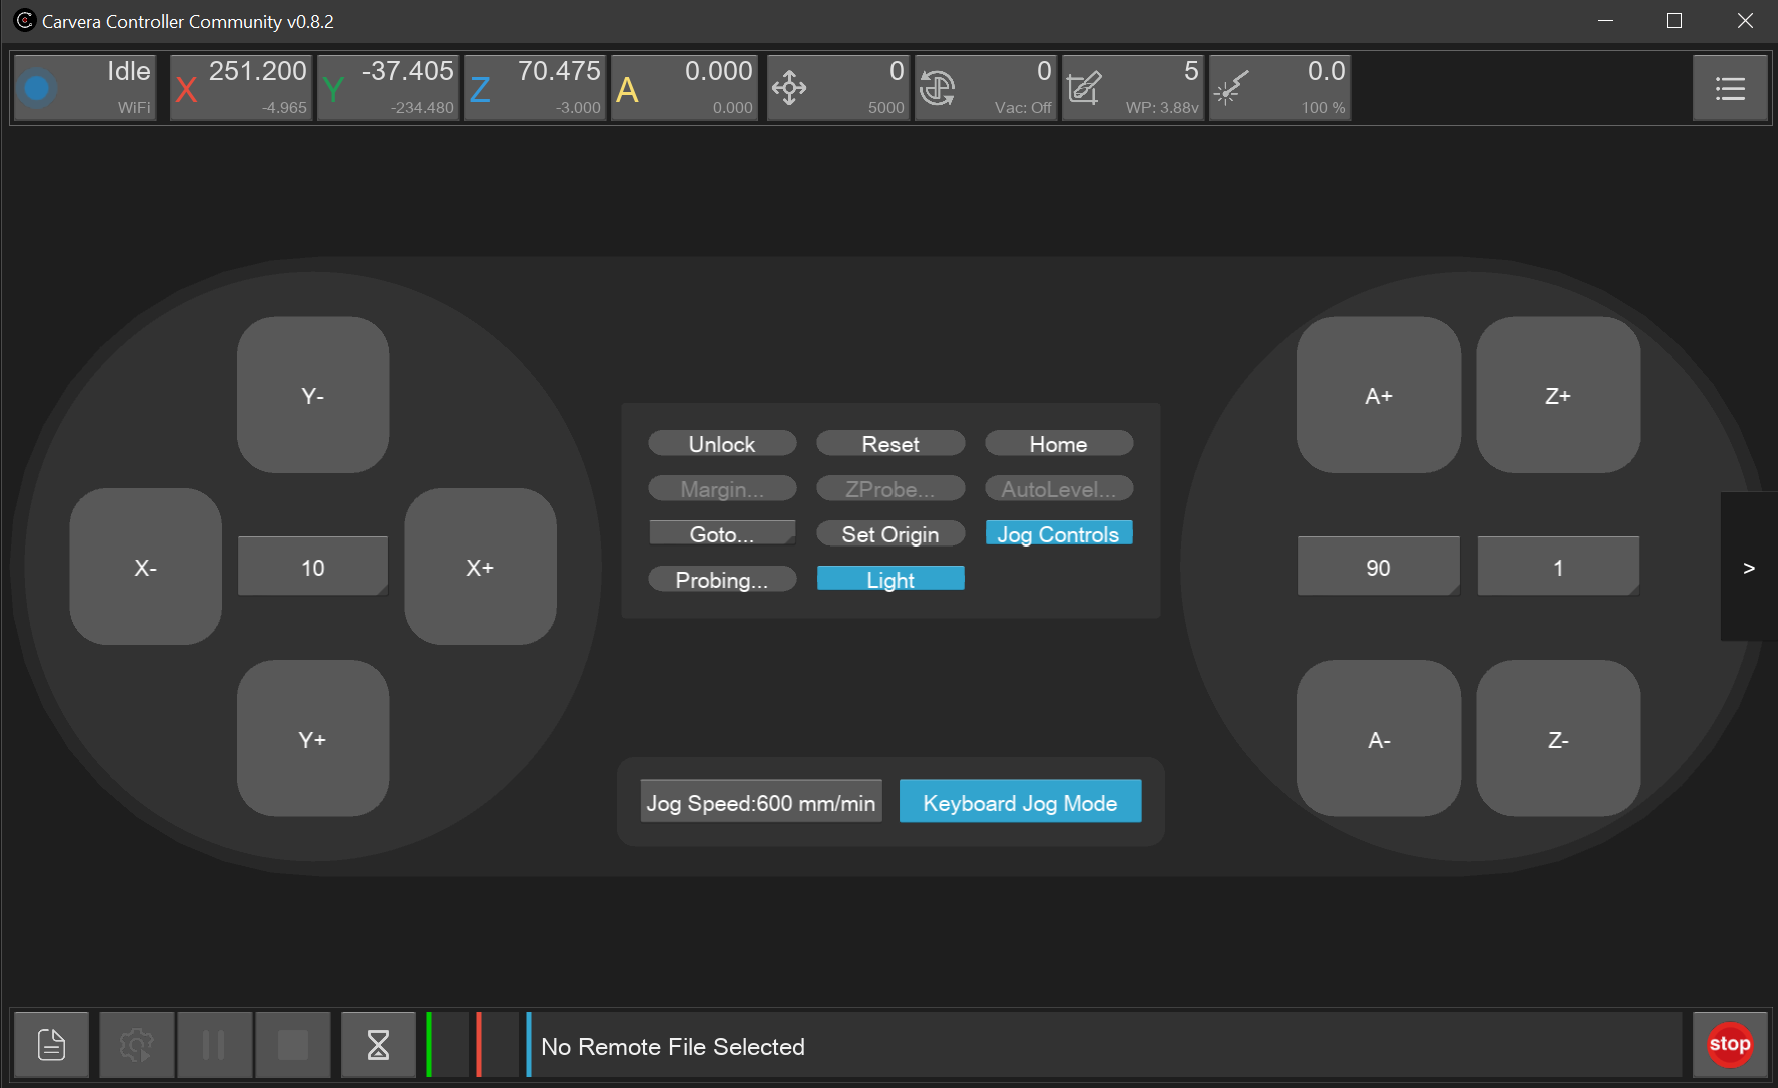 Carvera Controller Community v0.8.2
Idle
WiFi
X 251.200
-4.965
Y -37.405
-234.480
Z 70.475
-3.000
A 0.000
0.000
0
5000
0
Vac: Off
5
WP: 3.88v
0.0
100 %
Y-
X-
10
X+
Y+
Unlock Reset Home
Margin... ZProbe... AutoLevel...
Goto... Set Origin Jog Controls
Probing... Light
Jog Speed:600 mm/min Keyboard Jog Mode
A+ Z+
90 1
A- Z-
>
No Remote File Selected
stop